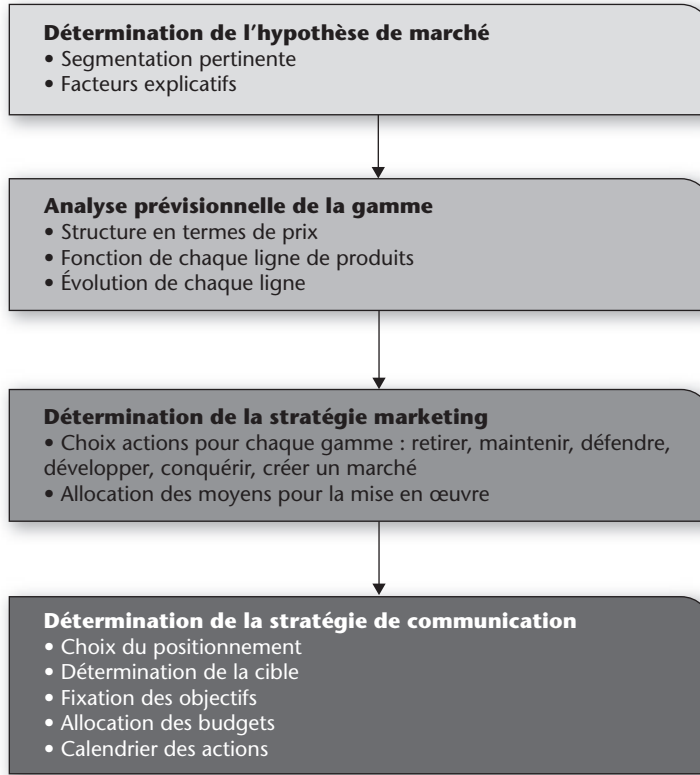 Détermination de l’hypothèse de marché
• Segmentation pertinente
• Facteurs explicatifs
Analyse prévisionnelle de la gamme
• Structure en termes de prix
• Fonction de chaque ligne de produits
• Évolution de chaque ligne
Détermination de la stratégie marketing
• Choix actions pour chaque gamme : retirer, maintenir, défendre,
développer, conquérir, créer un marché
• Allocation des moyens pour la mise en œuvre
Détermination de la stratégie de communication
• Choix du positionnement
• Détermination de la cible
• Fixation des objectifs
• Allocation des budgets
• Calendrier des actions